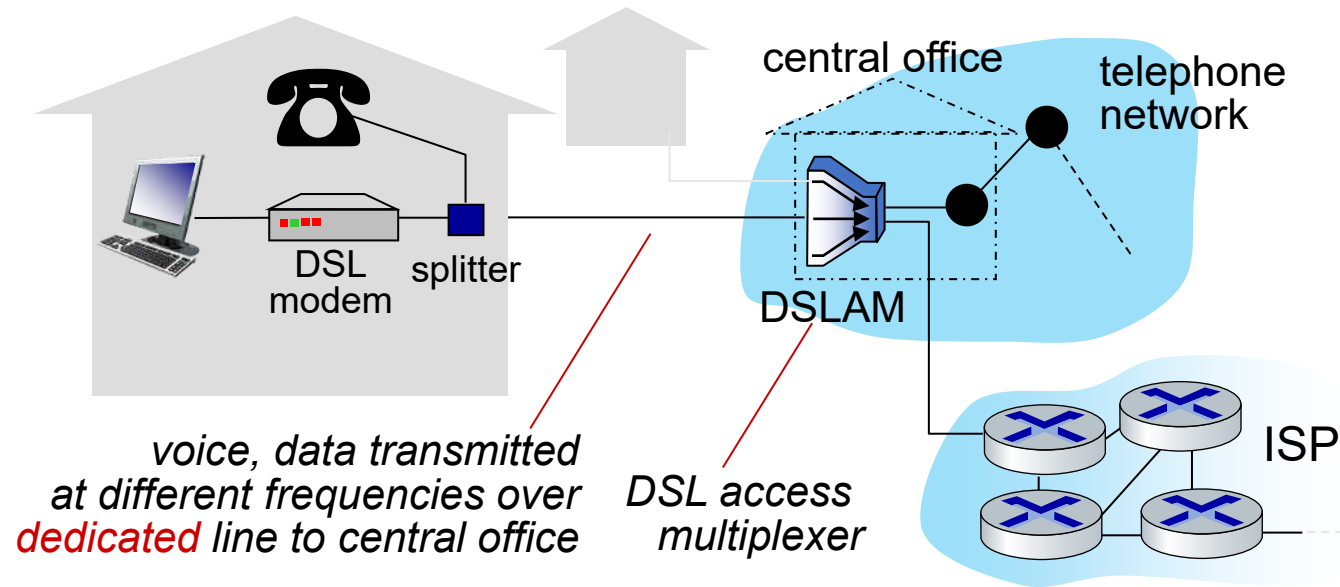 central office
telephone
network
DSL
modem
splitter
DSLAM
voice, data transmitted
at different frequencies over
dedicated line to central office
DSL access
multiplexer
ISP